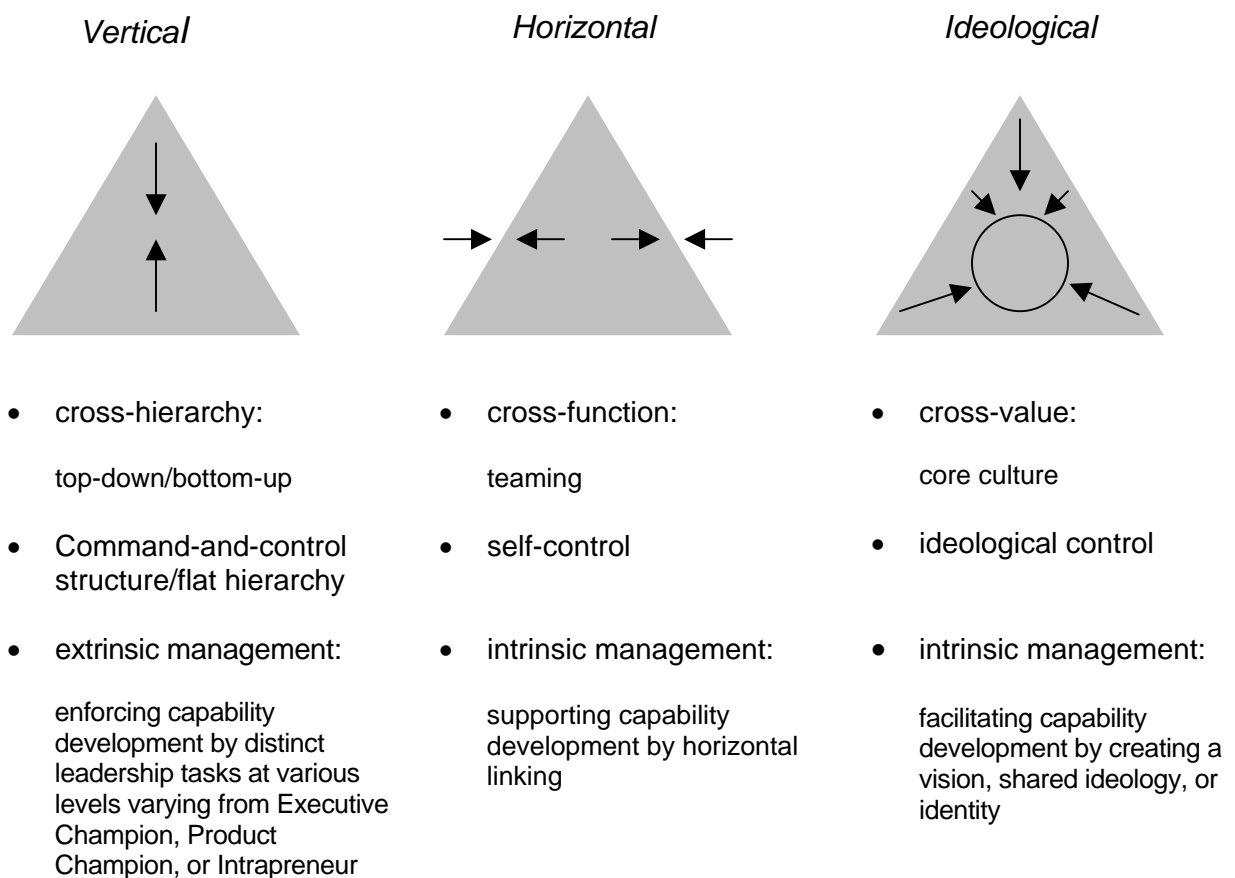 Vertical
Horizontal
Ideological
• cross-hierarchy:
top-down/bottom-up
• Command-and-control
structure/flat hierarchy
• extrinsic management:
enforcing capability
development by distinct
leadership tasks at various
levels varying from Executive
Champion, Product
Champion, or Intrapreneur
• cross-function:
teaming
• self-control
• intrinsic management:
supporting capability
development by horizontal
linking
• cross-value:
core culture
• ideological control
• intrinsic management:
facilitating capability
development by creating a
vision, shared ideology, or
identity